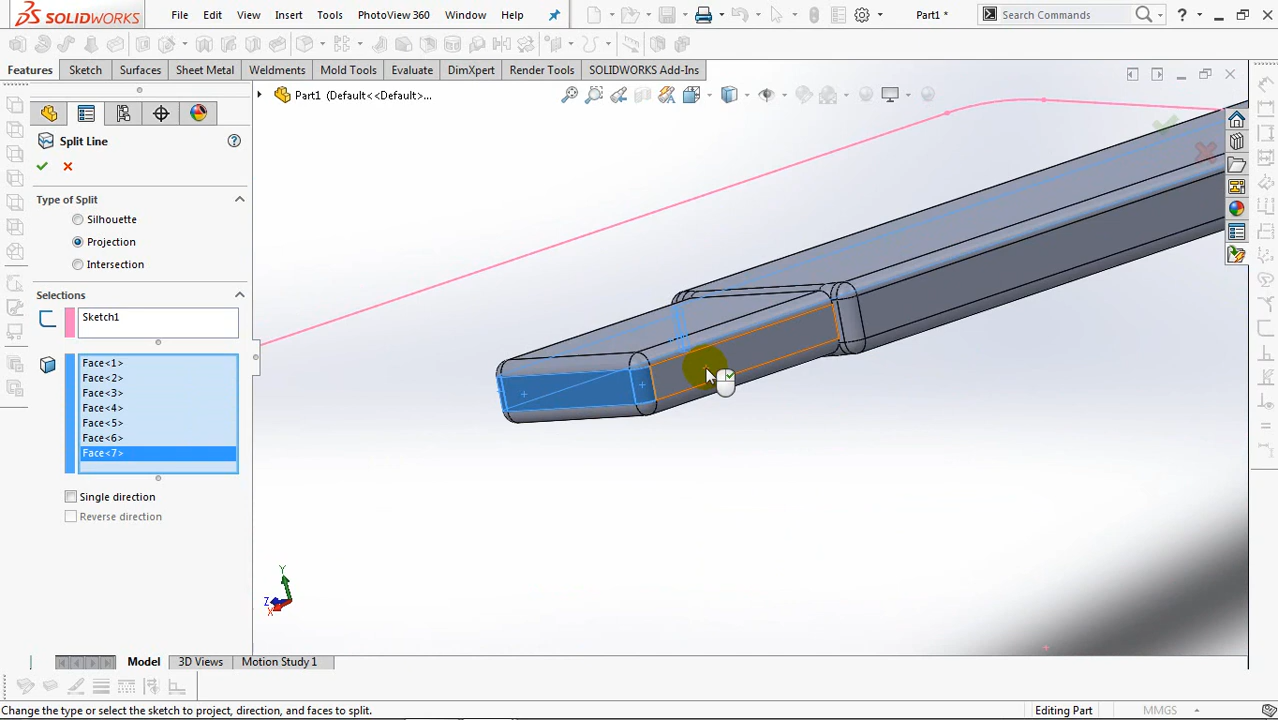 SOLIDWORKS File Edit View Insert Tools PhotoView 360 Window Help Part1 * Search Commands ?
Features Sketch Surfaces Sheet Metal Weldments Mold Tools Evaluate DimXpert Render Tools SOLIDWORKS Add-Ins
Part1 (Default<<Default>...
Split Line ?
Type of Split
Silhouette
Projection
Intersection
Selections
Sketch1
Face<1>
Face<2>
Face<3>
Face<4>
Face<5>
Face<6>
Face<7>
Single direction
Reverse direction
Y
Z
X
Model 3D Views Motion Study 1
Change the type or select the sketch to project, direction, and faces to split. Editing Part MMGS